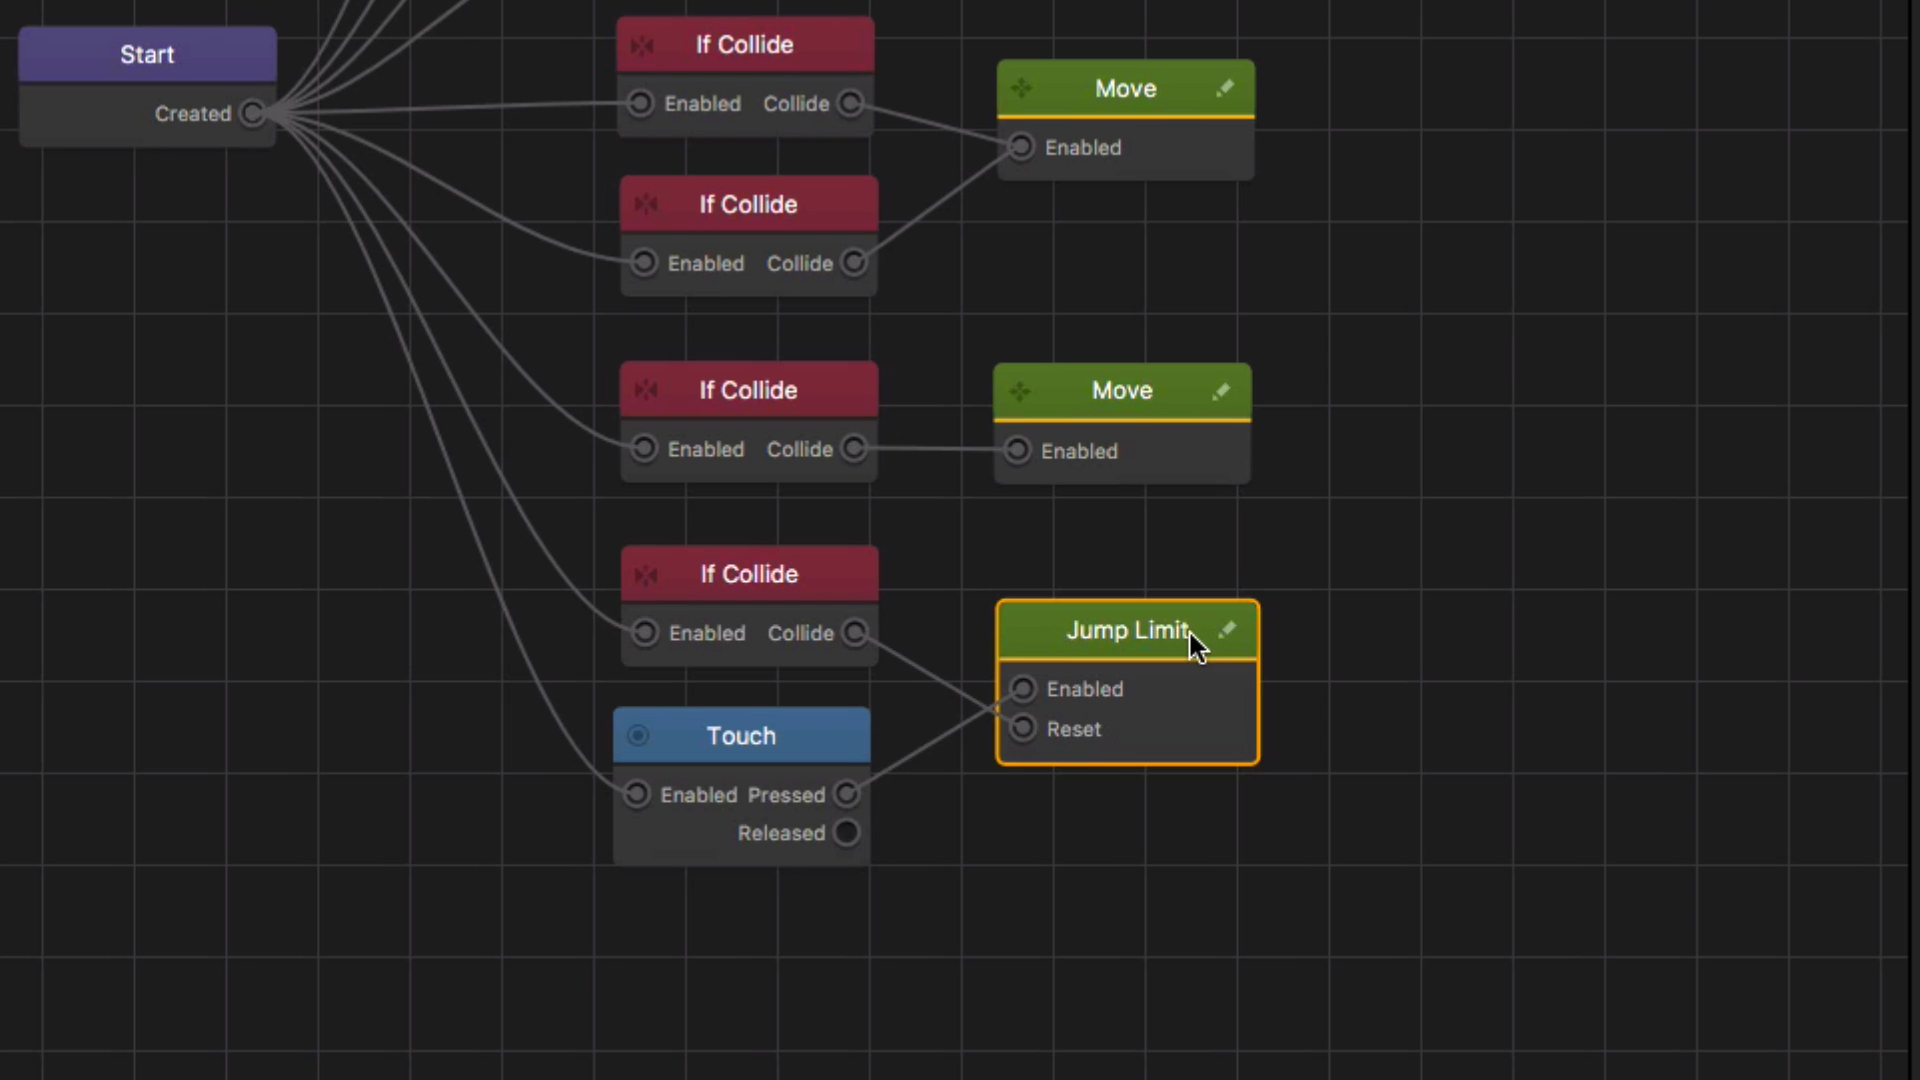 Start
Created
If Collide
Enabled Collide
Move
Enabled
If Collide
Enabled Collide
If Collide
Enabled Collide
Move
Enabled
If Collide
Enabled Collide
Jump Limit
Enabled
Reset
Touch
Enabled Pressed
Released